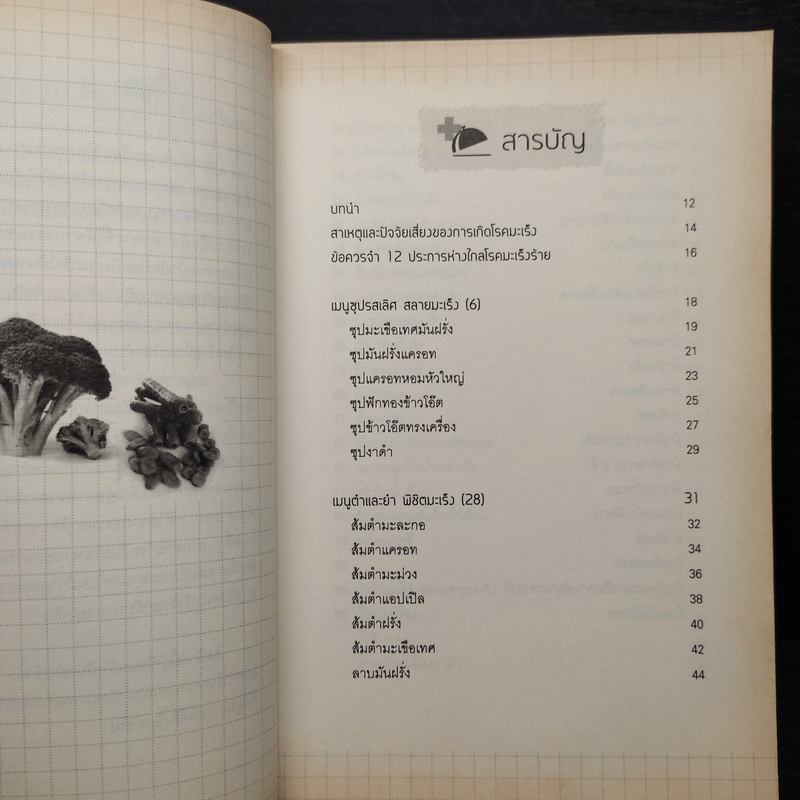 สารบัญ
บทนำ 12
สาเหตุและปัจจัยเสี่ยงของการเกิดโรคมะเร็ง 14
ข้อควรจำ 12 ประการห่างไกลโรคมะเร็งร้าย 16
เมนูซุปรสเลิศ สลายมะเร็ง (6) 18
ซุปมะเขือเทศมันฝรั่ง 19
ซุปมันฝรั่งแครอท 21
ซุปแครอทหอมหัวใหญ่ 23
ซุปฟักทองข้าวโอ๊ต 25
ซุปข้าวโอ๊ตทรงเครื่อง 27
ซุปงาดำ 29
เมนูตำและยำ พิชิตมะเร็ง (28) 31
ส้มตำมะละกอ 32
ส้มตำแครอท 34
ส้มตำมะม่วง 36
ส้มตำแอปเปิล 38
ส้มตำฝรั่ง 40
ส้มตำมะเขือเทศ 42
ลาบมันฝรั่ง 44